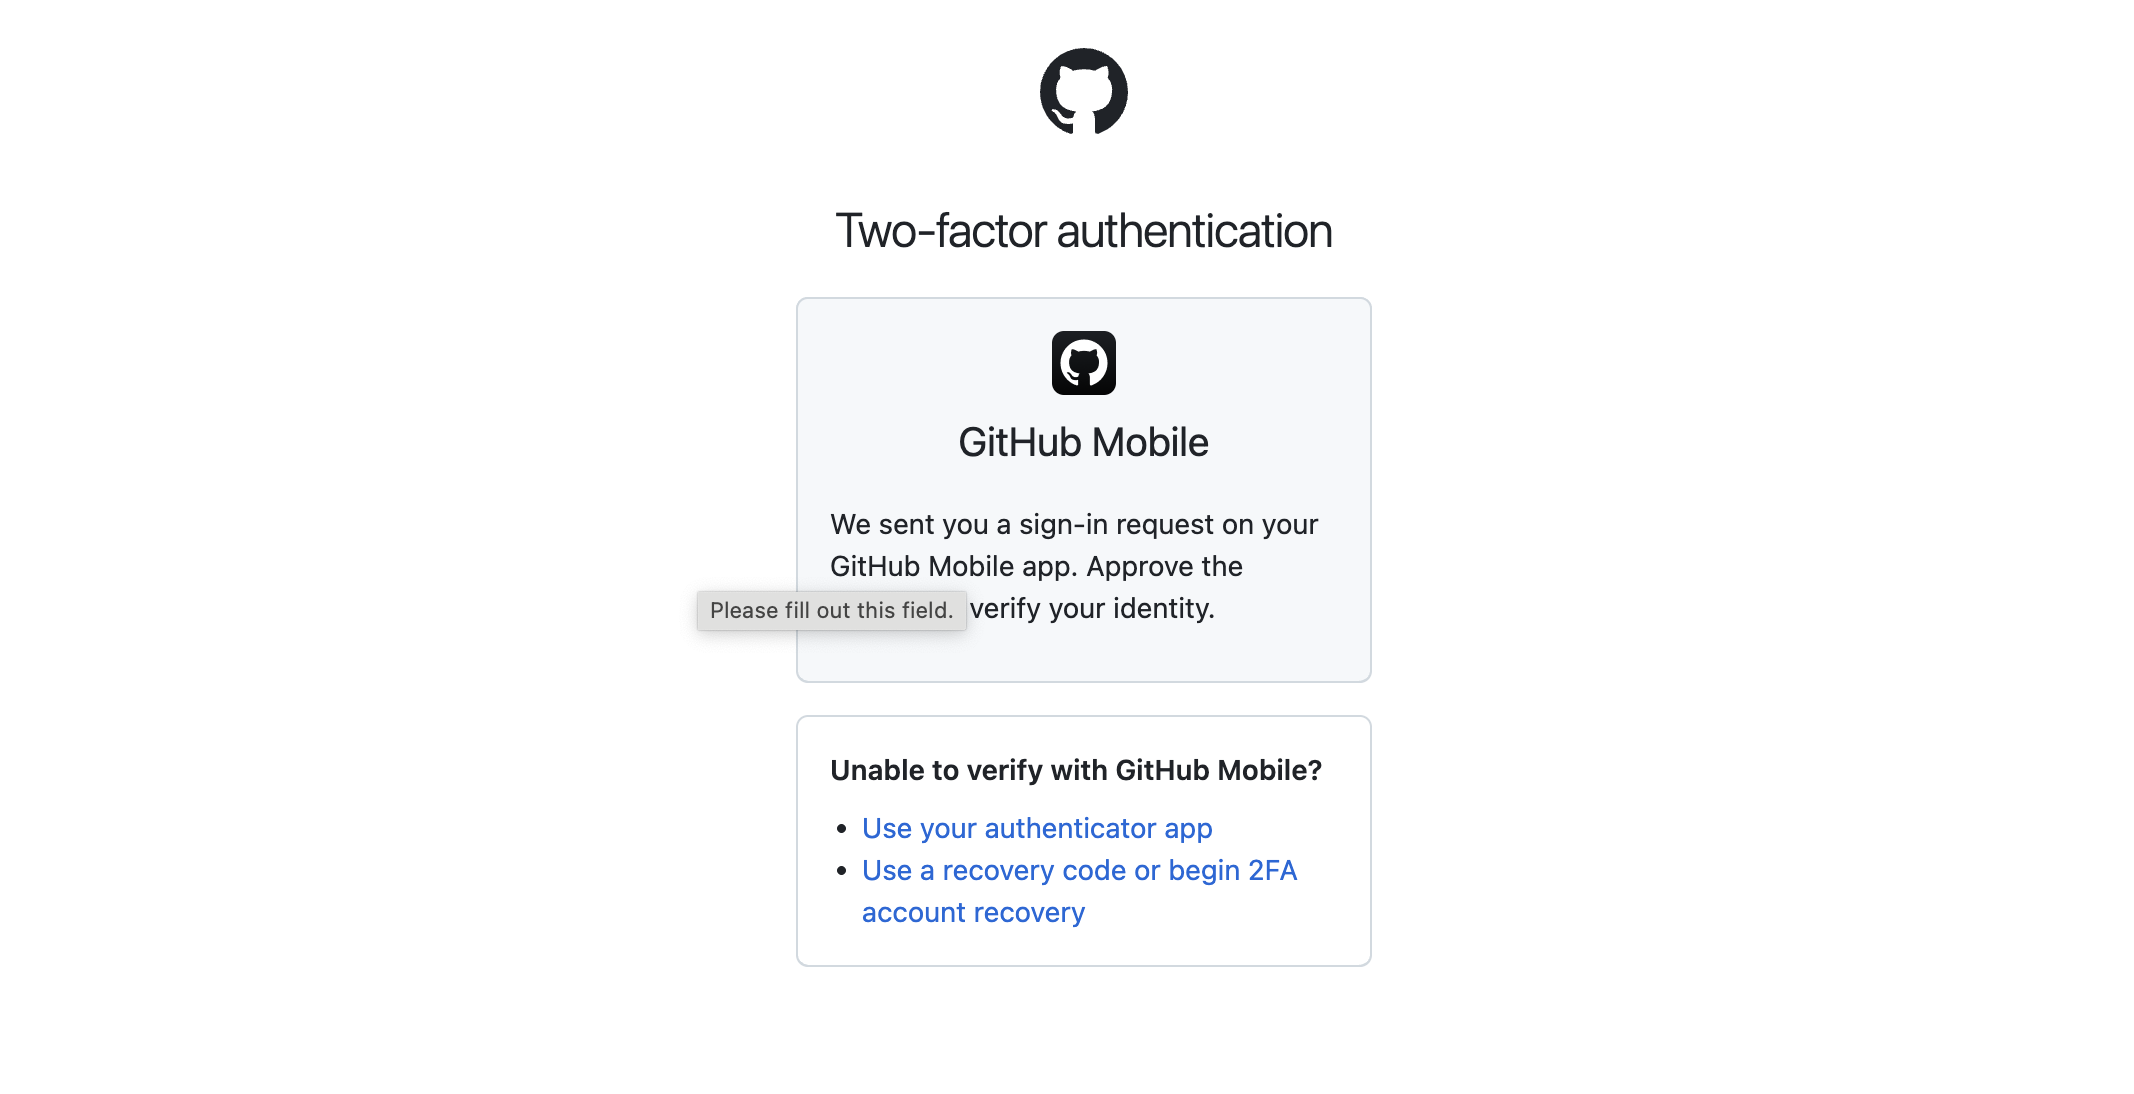 Two-factor authentication
GitHub Mobile
We sent you a sign-in request on your
GitHub Mobile app. Approve the
Please fill out this field.
verify your identity.
Unable to verify with GitHub Mobile?
• Use your authenticator app
• Use a recovery code or begin 2FA
account recovery